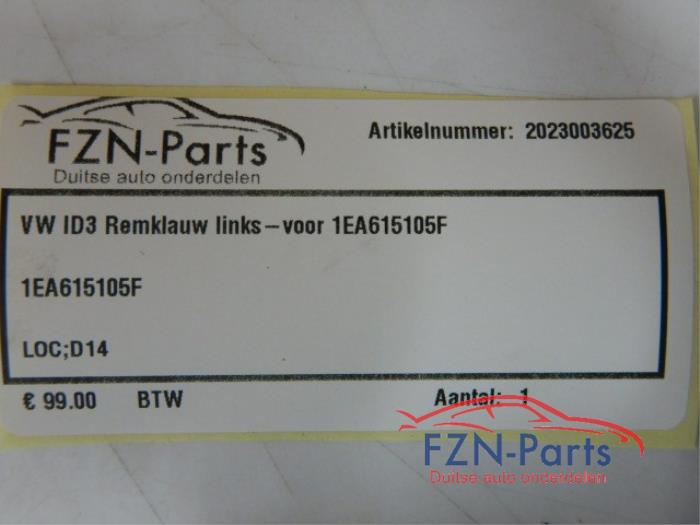 FZN-Parts
Duitse auto onderdelen
Artikelnummer: 2023003625
VW ID3 Remklauw links-voor 1EA615105F
1EA615105F
LOC;D14
€ 99.00 BTW Aantal: 1
FZN-Parts
Duitse auto onderdelen